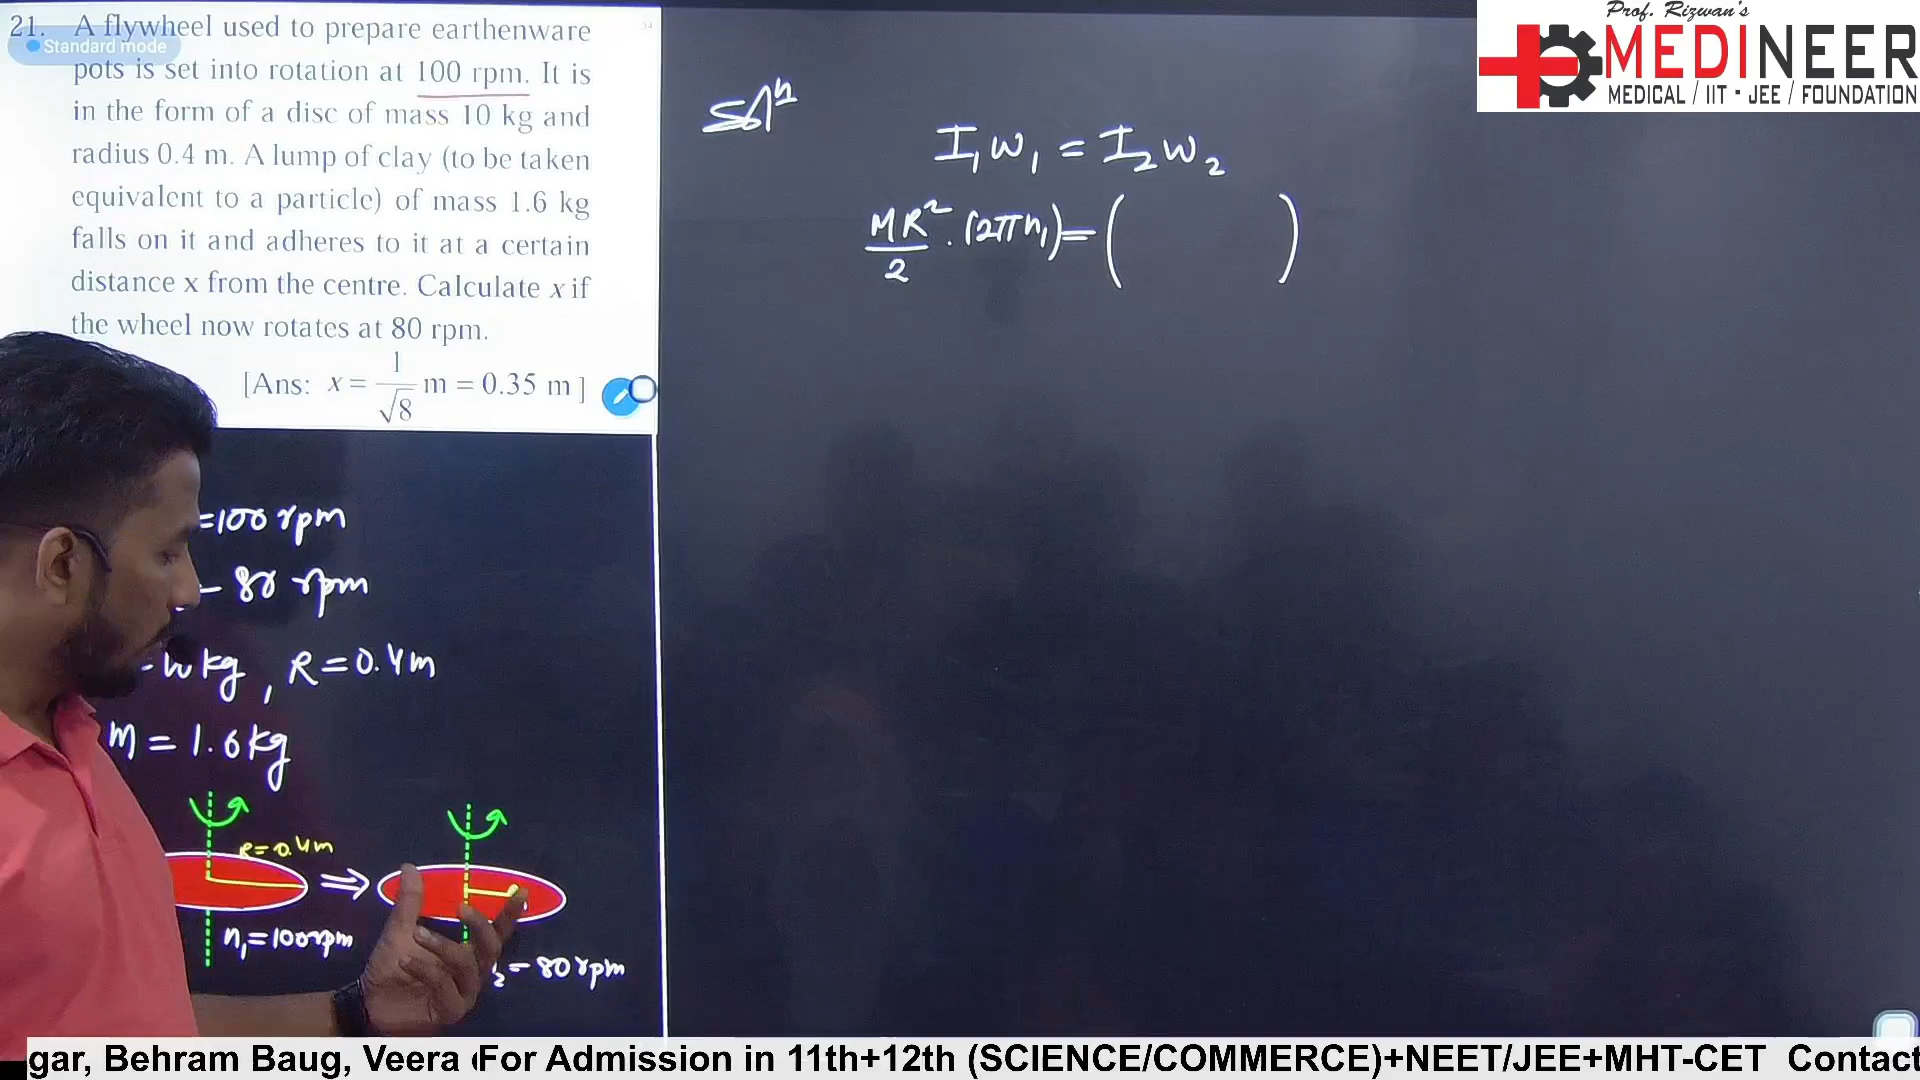 21. A flywheel used to prepare earthenware
Standard mode
pots is set into rotation at 100 rpm. It is
in the form of a disc of mass 10 kg and
radius 0.4 m. A lump of clay (to be taken
equivalent to a particle) of mass 1.6 kg
falls on it and adheres to it at a certain
distance x from the centre. Calculate x if
the wheel now rotates at 80 rpm.
[Ans: x = 1/√8 m = 0.35 m ]
=100 rpm
80 rpm
kg, R=0.4m
m = 1.6kg
R=0.4m
n₁=100rpm
₂=80rpm
Solⁿ
I₁w₁ = I₂w₂
MR²/2 . (2πn₁) = ( )
Prof. Rizwan's
MEDINEER
MEDICAL / IIT - JEE / FOUNDATION
gar, Behram Baug, Veera
For Admission in 11th+12th (SCIENCE/COMMERCE)+NEET/JEE+MHT-CET Contact